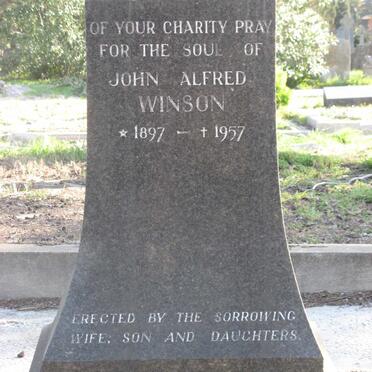 OF YOUR CHARITY PRAY
FOR THE SOUL OF
JOHN ALFRED
WINSON
* 1897 — † 1957
ERECTED BY THE SORROWING
WIFE, SON AND DAUGHTERS.